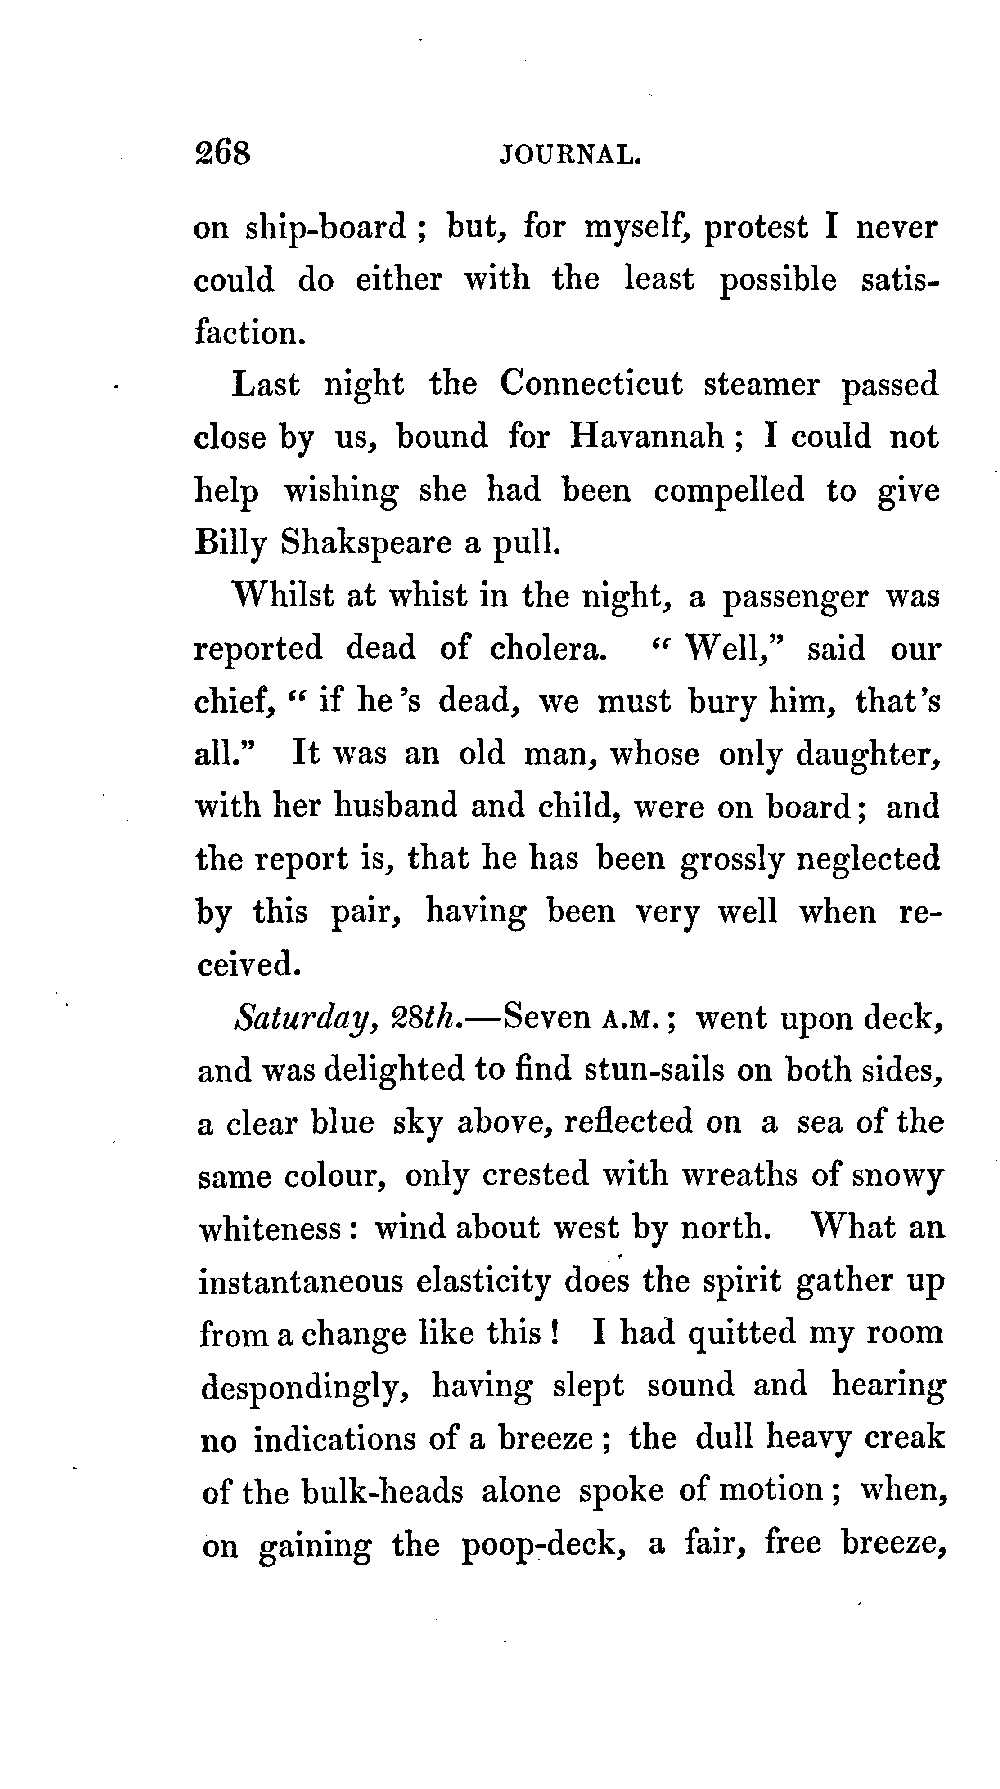 268 JOURNAL.
on ship-board ; but, for myself, protest I never
could do either with the least possible satis-
faction.
Last night the Connecticut steamer passed
close by us, bound for Havannah ; I could not
help wishing she had been compelled to give
Billy Shakspeare a pull.
Whilst at whist in the night, a passenger was
reported dead of cholera. “ Well,” said our
chief, “ if he 's dead, we must bury him, that 's
all.” It was an old man, whose only daughter,
with her husband and child, were on board ; and
the report is, that he has been grossly neglected
by this pair, having been very well when re-
ceived.
Saturday, 28th.—Seven A.M. ; went upon deck,
and was delighted to find stun-sails on both sides,
a clear blue sky above, reflected on a sea of the
same colour, only crested with wreaths of snowy
whiteness : wind about west by north. What an
instantaneous elasticity does the spirit gather up
from a change like this ! I had quitted my room
despondingly, having slept sound and hearing
no indications of a breeze ; the dull heavy creak
of the bulk-heads alone spoke of motion ; when,
on gaining the poop-deck, a fair, free breeze,